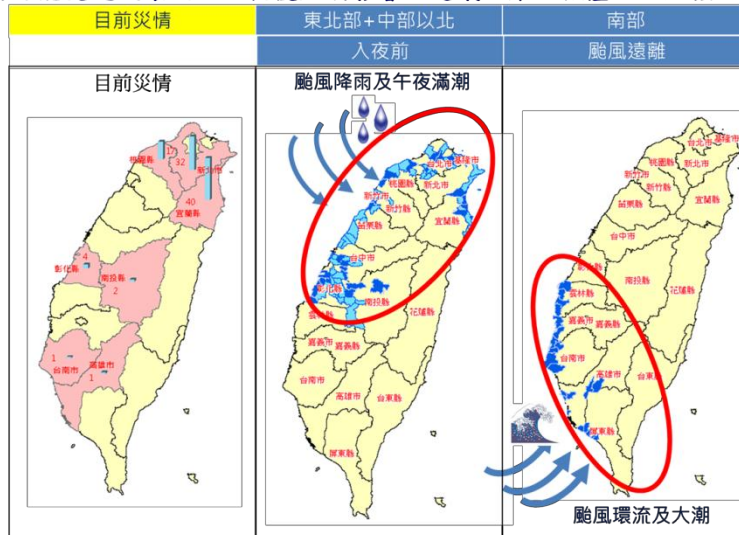 目前災情
東北部+中部以北
南部
入夜前
颱風遠離
目前災情
颱風降雨及午夜滿潮
桃園縣
17
32
新北市
40
宜蘭縣
4
彰化縣
南投縣
2
1
台南市
高雄市
1
台北市
基隆市
桃園縣
新北市
新竹市
新竹縣
宜蘭縣
苗栗縣
台中市
彰化縣
南投縣
花蓮縣
雲林縣
嘉義市
嘉義縣
台南市
高雄市
台東縣
屏東縣
台北市
基隆市
桃園縣
新北市
新竹市
新竹縣
宜蘭縣
苗栗縣
台中市
彰化縣
南投縣
花蓮縣
雲林縣
嘉義市
嘉義縣
台南市
高雄市
台東縣
屏東縣
颱風環流及大潮